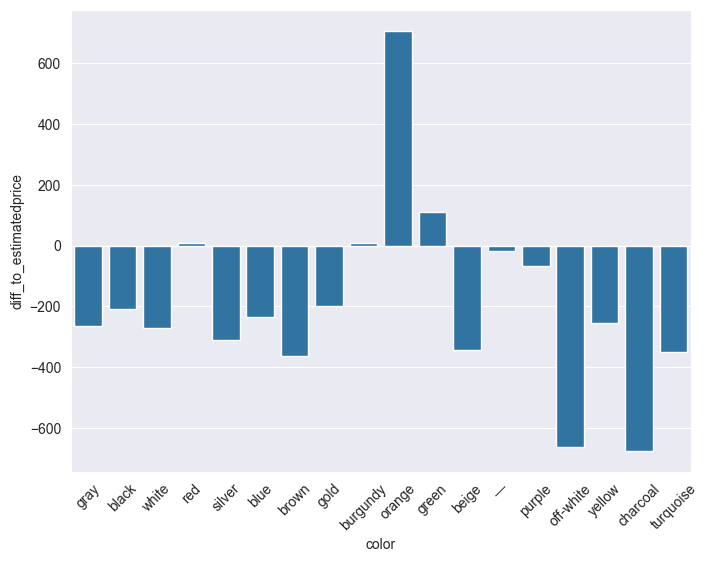 600
400
200
0
−200
−400
−600
diff_to_estimatedprice
gray
black
white
red
silver
blue
brown
gold
burgundy
orange
green
beige
—
purple
off-white
yellow
charcoal
turquoise
color